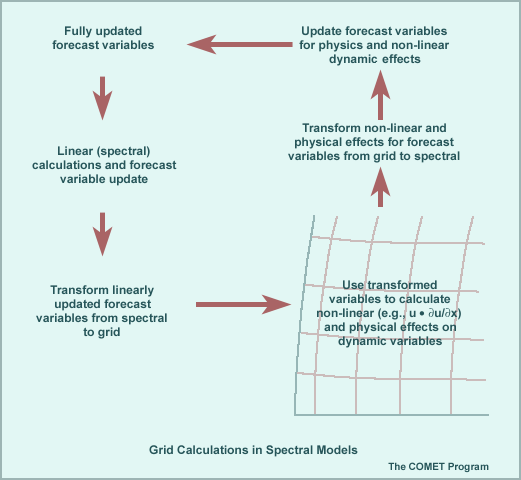 Fully updated
forecast variables
Update forecast variables
for physics and non-linear
dynamic effects
Linear (spectral)
calculations and forecast
variable update
Transform non-linear and
physical effects for forecast
variables from grid to spectral
Transform linearly
updated forecast
variables from spectral
to grid
Use transformed
variables to calculate
non-linear (e.g., u • ∂u/∂x)
and physical effects on
dynamic variables
Grid Calculations in Spectral Models
The COMET Program